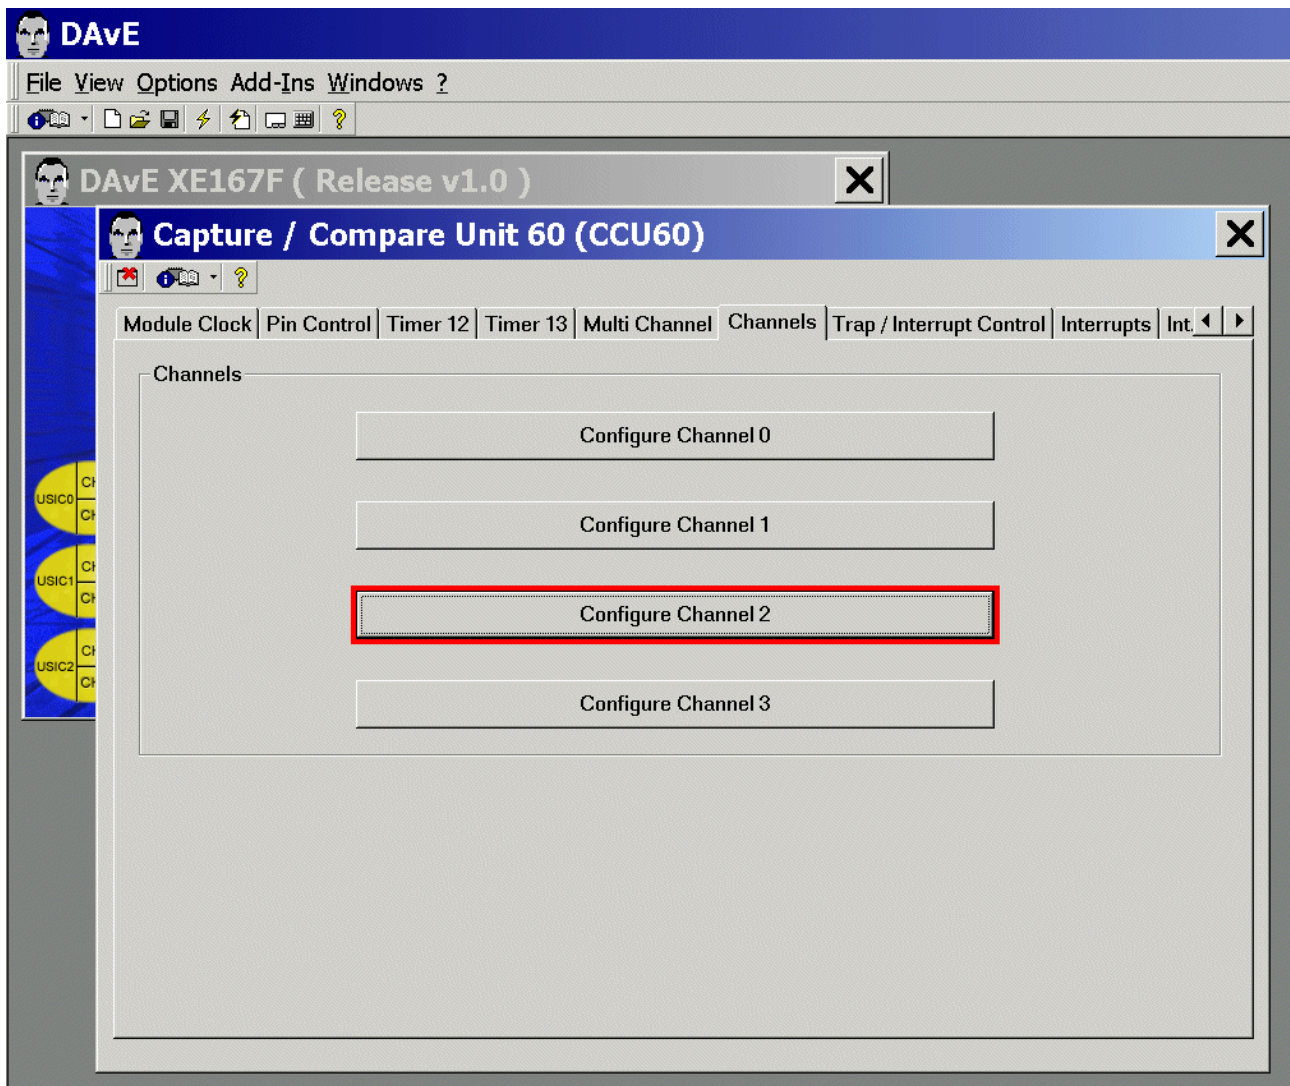 DAvE
File View Options Add-Ins Windows ?
DAvE XE167F ( Release v1.0 )
Capture / Compare Unit 60 (CCU60)
Module Clock Pin Control Timer 12 Timer 13 Multi Channel Channels Trap / Interrupt Control Interrupts Int.
Channels
Configure Channel 0
Configure Channel 1
Configure Channel 2
Configure Channel 3
USIC0
USIC1
USIC2